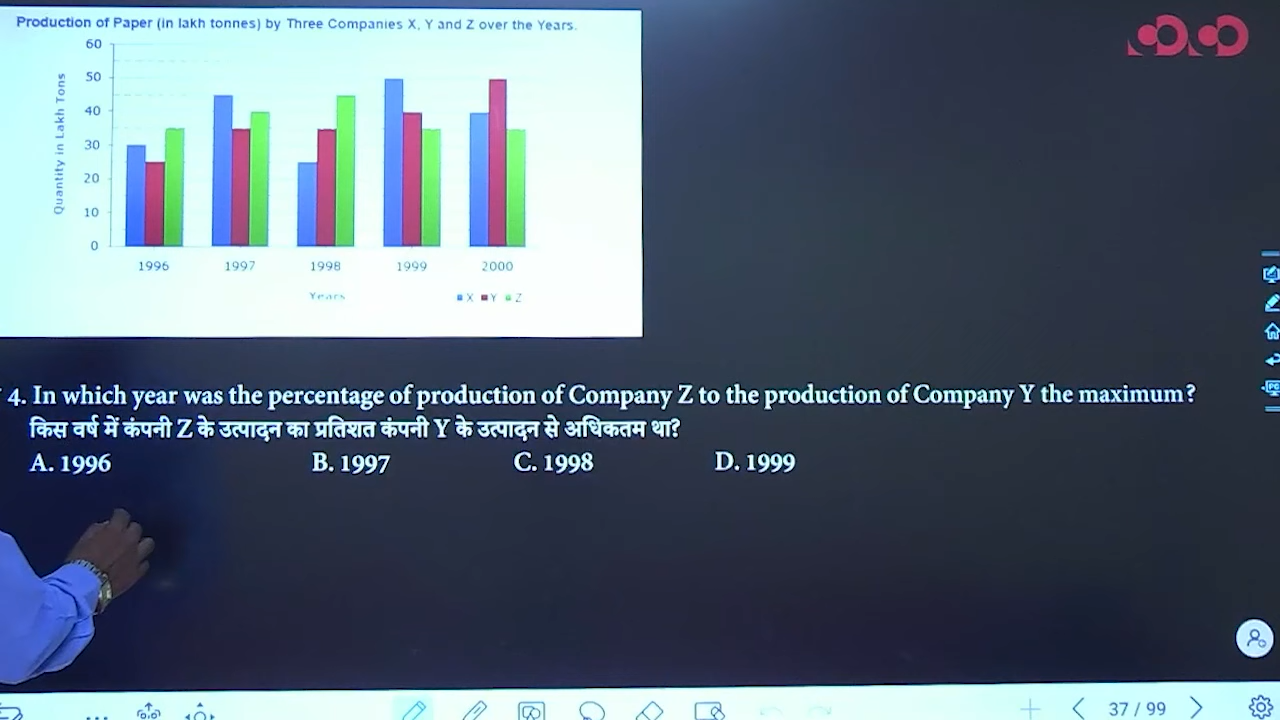 Production of Paper (in lakh tonnes) by Three Companies X, Y and Z over the Years.
60
50
40
30
20
10
0
Quantity in Lakh Tons
1996 1997 1998 1999 2000
Years
X Y Z
4. In which year was the percentage of production of Company Z to the production of Company Y the maximum?
किस वर्ष में कंपनी Z के उत्पादन का प्रतिशत कंपनी Y के उत्पादन से अधिकतम था?
A. 1996 B. 1997 C. 1998 D. 1999
37 / 99